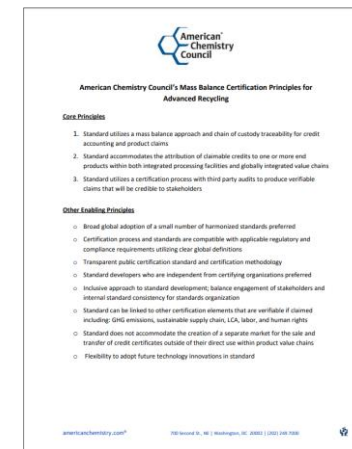 American®
Chemistry
Council
American Chemistry Council's Mass Balance Certification Principles for
Advanced Recycling
Core Principles
1. Standard utilizes a mass balance approach and chain of custody traceability for credit
accounting and product claims
2. Standard accommodates the attribution of claimable credits to one or more end
products within both integrated processing facilities and globally integrated value chains
3. Standard utilizes a certification process with third party audits to produce verifiable
claims that will be credible to stakeholders
Other Enabling Principles
○ Broad global adoption of a small number of harmonized standards preferred
○ Certification process and standards are compatible with applicable regulatory and
compliance requirements utilizing clear global definitions
○ Transparent public certification standard and certification methodology
○ Standard developers who are independent from certifying organizations preferred
○ Inclusive approach to standard development; balance engagement of stakeholders and
internal standard consistency for standards organization
○ Standard can be linked to other certification elements that are verifiable if claimed
including: GHG emissions, sustainable supply chain, LCA, labor, and human rights
○ Standard does not accommodate the creation of a separate market for the sale and
transfer of credit certificates outside of their direct use within product value chains
○ Flexibility to adopt future technology innovations in standard
americanchemistry.com® 700 Second St., NE | Washington, DC 20002 | (202) 249.7000